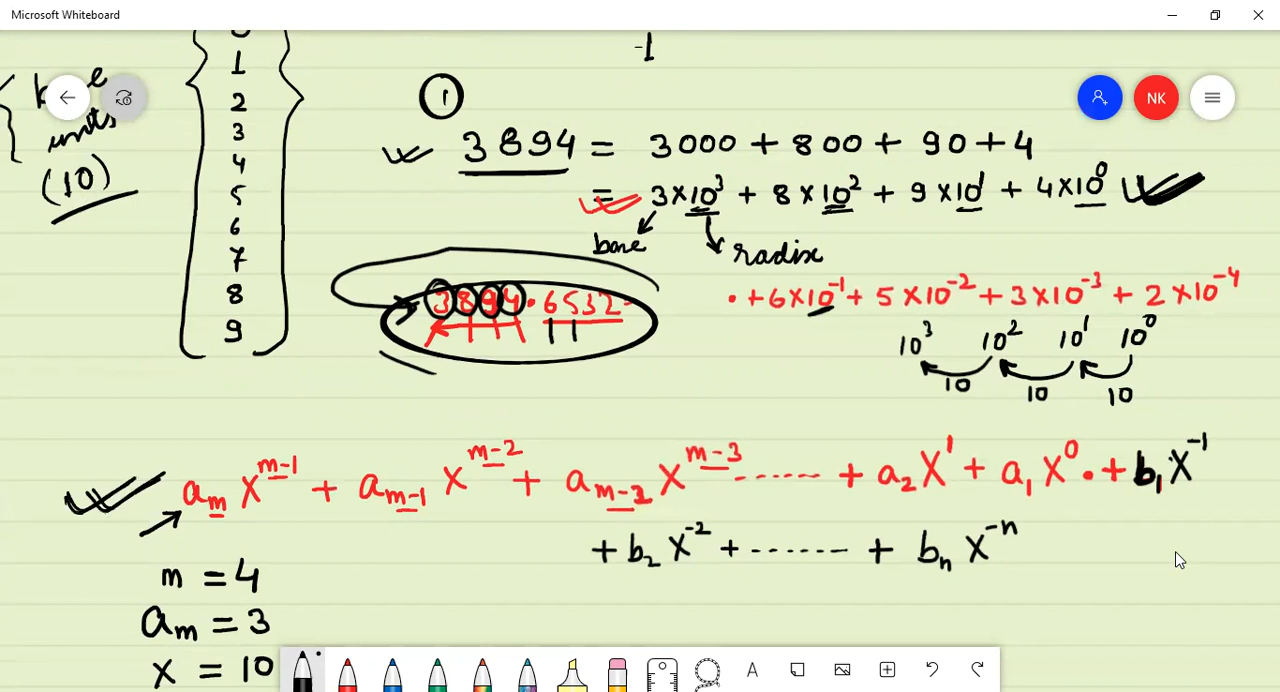 Microsoft Whiteboard
-1
NK
units
(10)
1
2
3
4
5
6
7
8
9
①
3894 = 3000 + 800 + 90 + 4
= 3×10³ + 8×10² + 9×10¹ + 4×10⁰
radix
3894.6532
. + 6×10⁻¹ + 5×10⁻² + 3×10⁻³ + 2×10⁻⁴
10³ 10² 10¹ 10⁰
10 10 10
aₘ X^{m-1} + aₘ₋₁ X^{m-2} + aₘ₋₂ X^{m-3} ...... + a₂X¹ + a₁X⁰ . + b₁X⁻¹
+ b₂ X⁻² + ...... + bₙ X⁻ⁿ
m = 4
aₘ = 3
x = 10
A